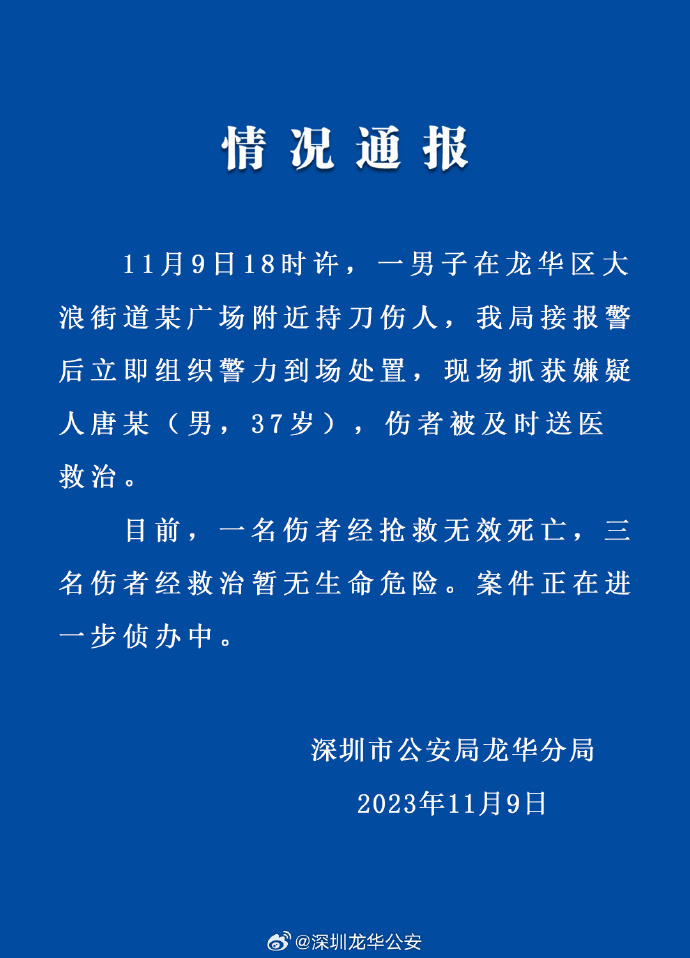 情况通报
11月9日18时许，一男子在龙华区大
浪街道某广场附近持刀伤人，我局接报警
后立即组织警力到场处置，现场抓获嫌疑
人唐某（男，37岁），伤者被及时送医
救治。
目前，一名伤者经抢救无效死亡，三
名伤者经救治暂无生命危险。案件正在进
一步侦办中。
深圳市公安局龙华分局
2023年11月9日
@深圳龙华公安